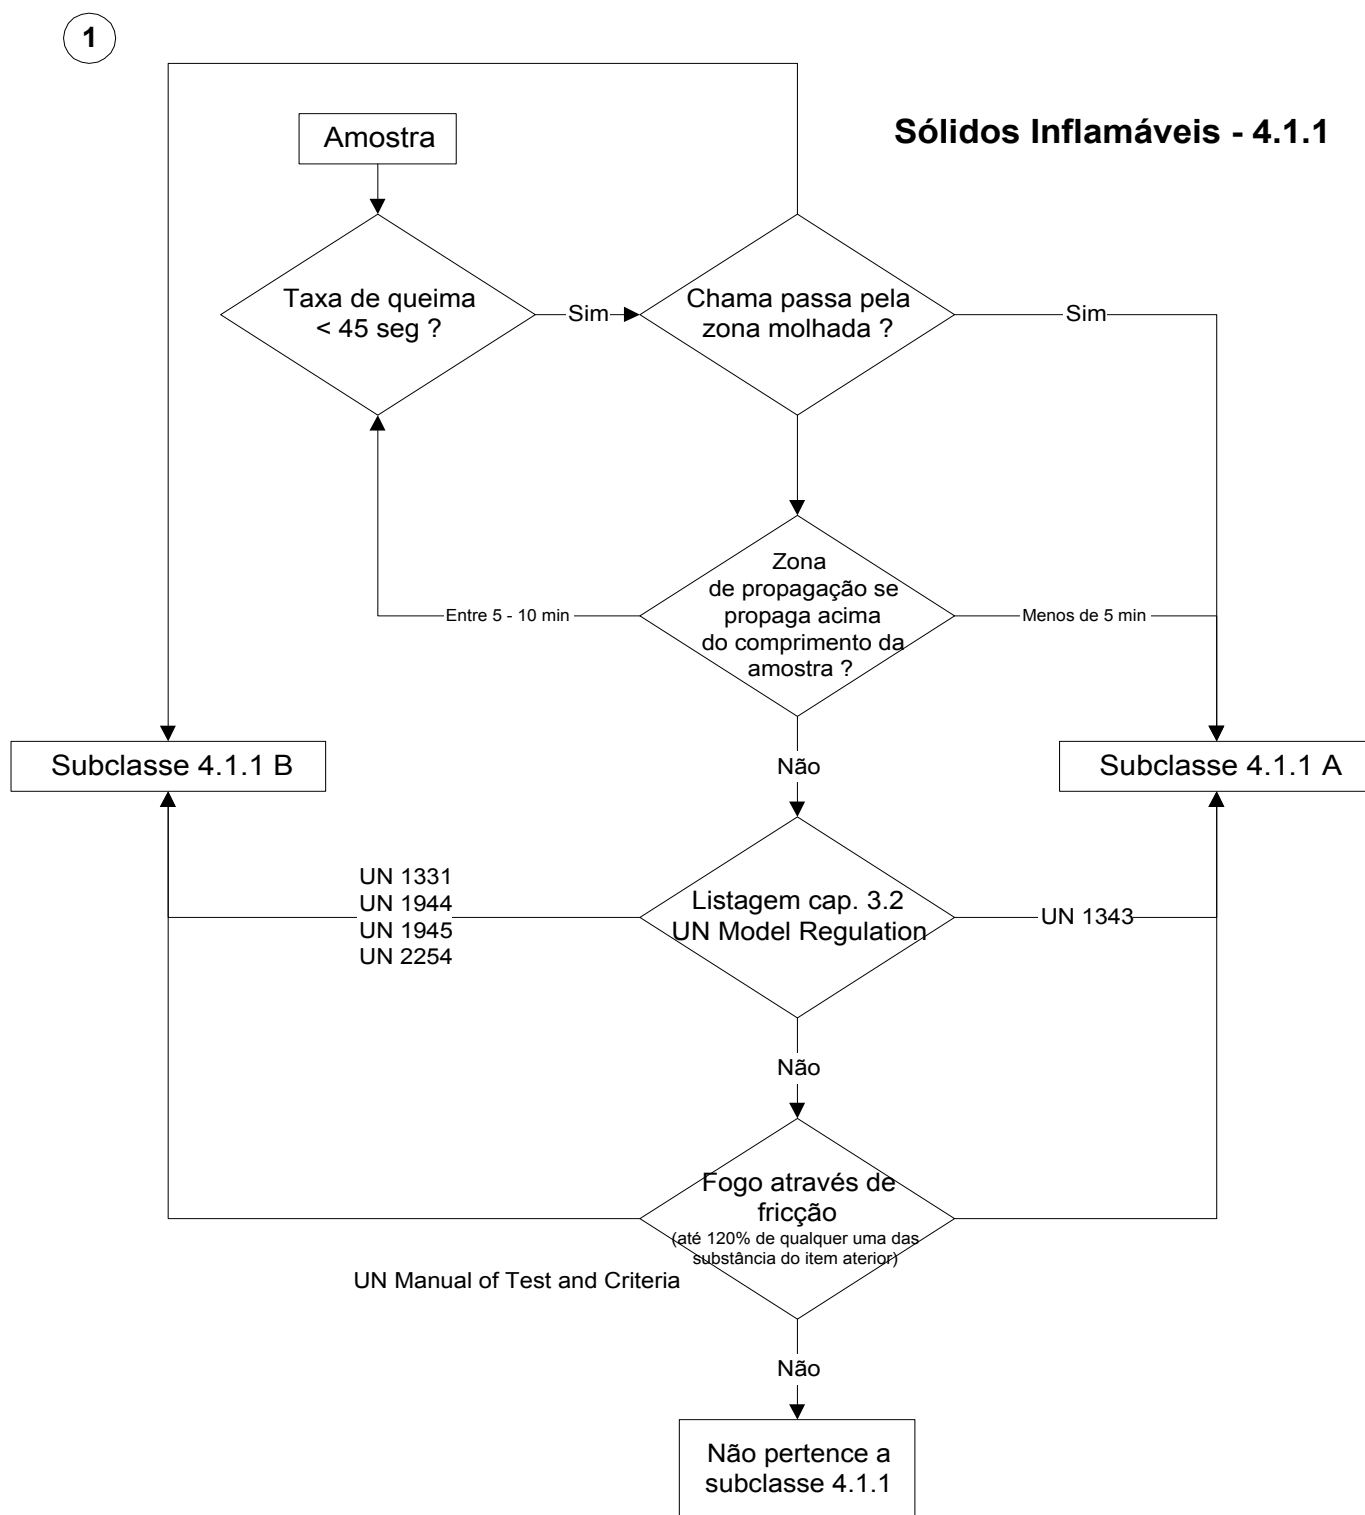 1
Sólidos Inflamáveis - 4.1.1
Amostra
Taxa de queima
< 45 seg ?
Sim
Chama passa pela
zona molhada ?
Sim
Zona
de propagação se
propaga acima
do comprimento da
amostra ?
Entre 5 - 10 min
Menos de 5 min
Subclasse 4.1.1 B
Não
Subclasse 4.1.1 A
UN 1331
UN 1944
UN 1945
UN 2254
Listagem cap. 3.2
UN Model Regulation
UN 1343
Não
Fogo através de
fricção
(até 120% de qualquer uma das
substância do item aterior)
UN Manual of Test and Criteria
Não
Não pertence a
subclasse 4.1.1